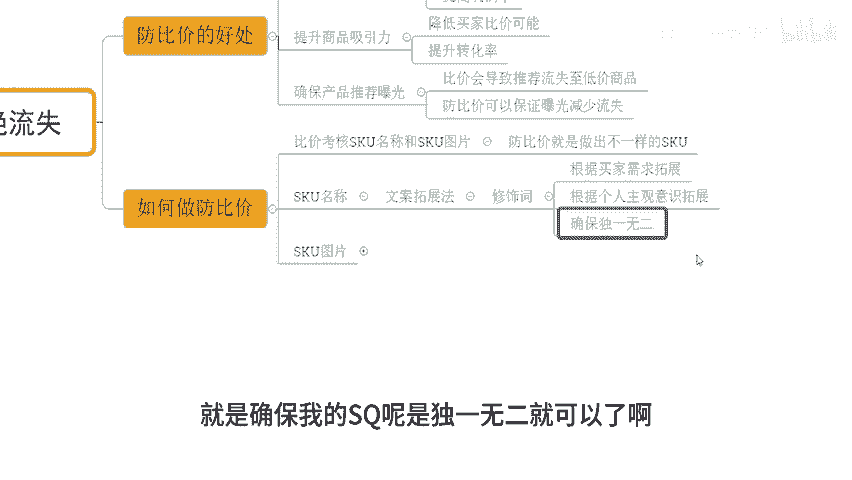 防比价的好处
提升商品吸引力
降低买家比价可能
提升转化率
确保产品推荐曝光
比价会导致推荐流失至低价商品
防比价可以保证曝光减少流失
流失
如何做防比价
比价考核SKU名称和SKU图片
防比价就是做出不一样的SKU
SKU名称
文案拓展法
修饰词
根据买家需求拓展
根据个人主观意识拓展
确保独一无二
SKU图片
就是确保我的SQ呢是独一无二就可以了啊